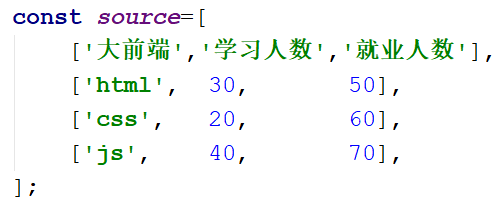 const source=[
['大前端','学习人数','就业人数'],
['html', 30, 50],
['css', 20, 60],
['js', 40, 70],
];